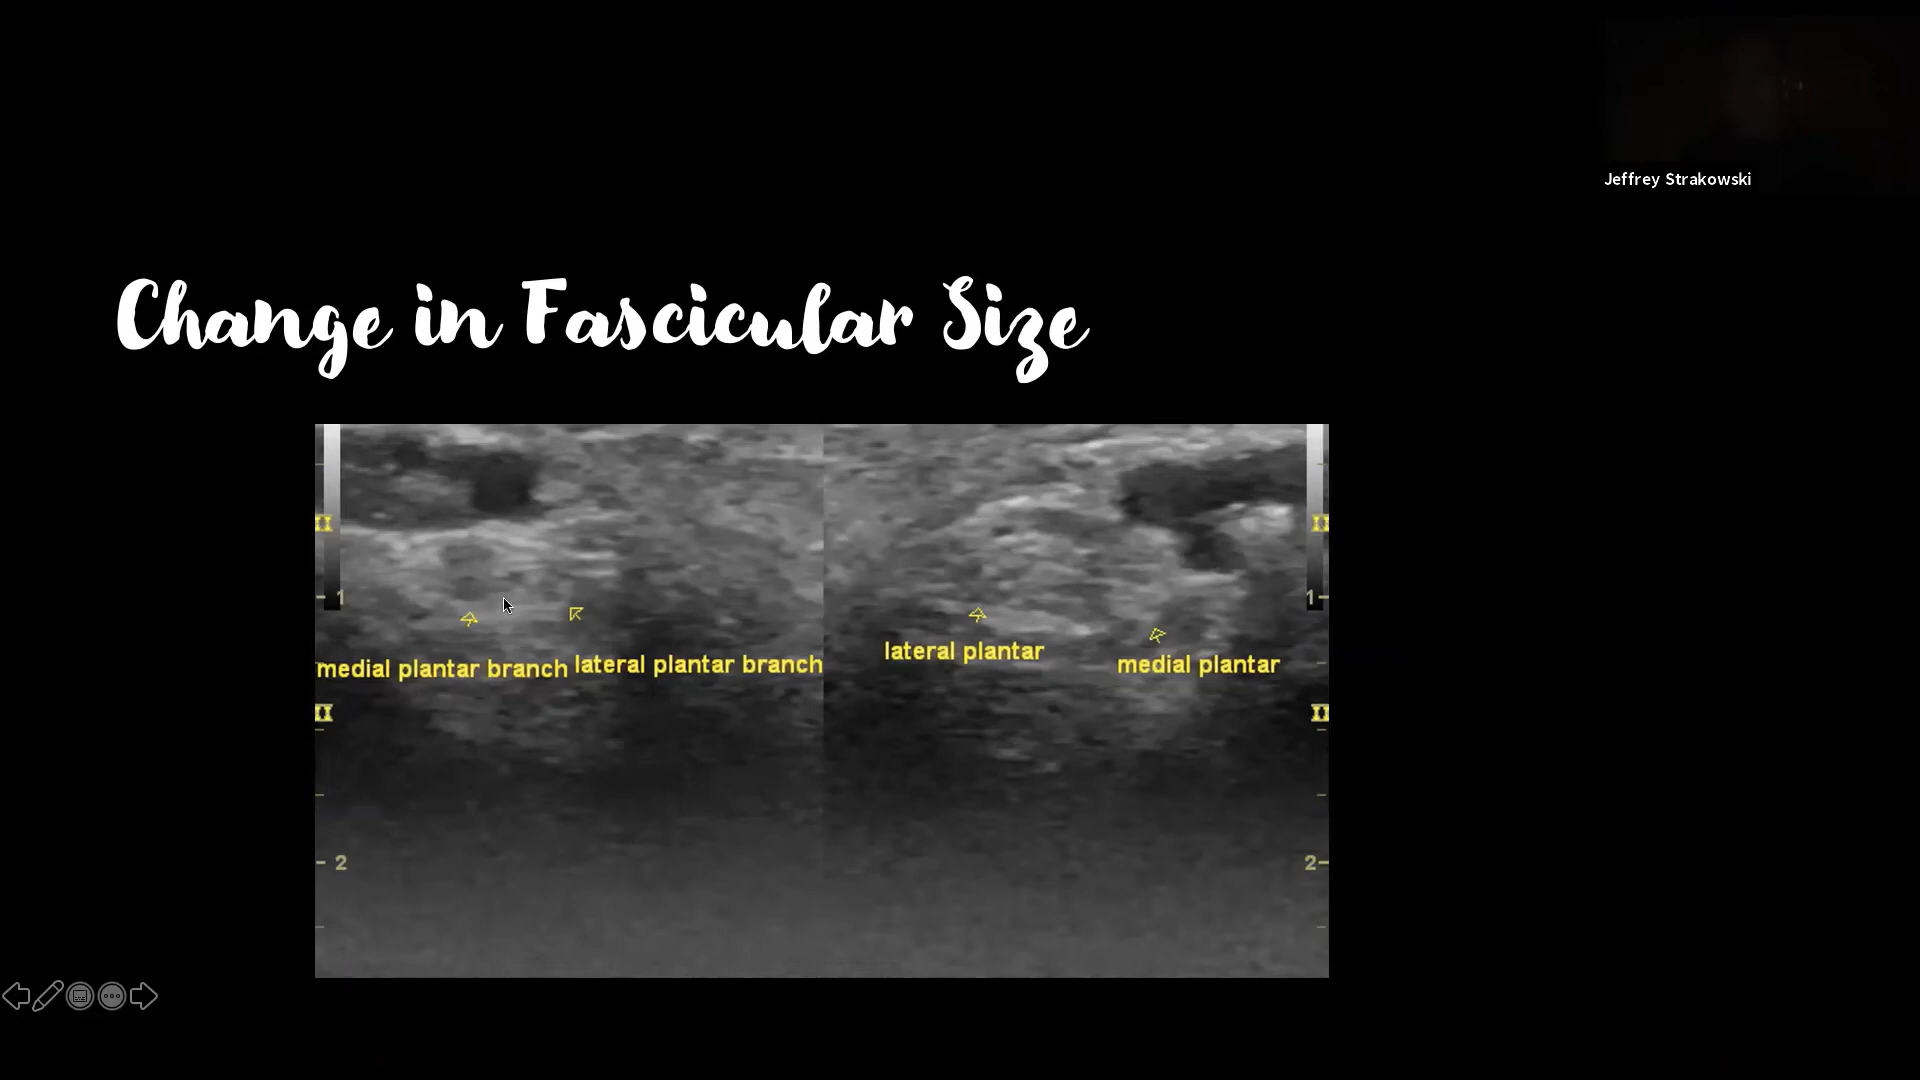 Jeffrey Strakowski
Change in Fascicular Size
1
1
lateral plantar
medial plantar branch
lateral plantar branch
medial plantar
2
2